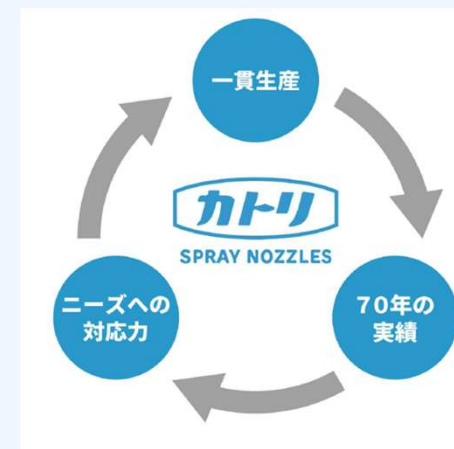 一貫生産
カトリ
SPRAY NOZZLES
ニーズへの
対応力
７０年の
実績